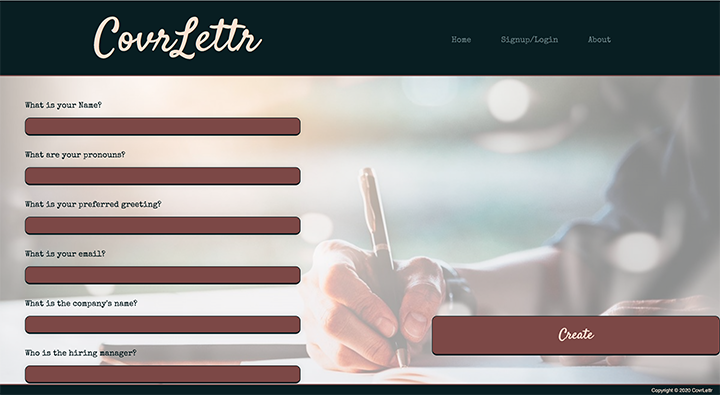 CovrLettr
Home Signup/Login About
What is your Name?
What are your pronouns?
What is your preferred greeting?
What is your email?
What is the company's name?
Who is the hiring manager?
Create
Copyright © 2020 CovrLettr